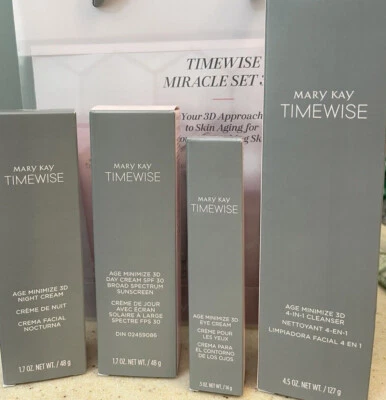 TIMEWISE
MIRACLE SET 3
Your 3D Approach
to Skin Aging for
MARY KAY
TIMEWISE
AGE MINIMIZE 3D
NIGHT CREAM
CRÈME DE NUIT
CREMA FACIAL
NOCTURNA
1.7 OZ. NET WT. / 48 g
MARY KAY
TIMEWISE
AGE MINIMIZE 3D
DAY CREAM SPF 30
BROAD SPECTRUM
SUNSCREEN
CRÈME DE JOUR
AVEC ÉCRAN
SOLAIRE À LARGE
SPECTRE FPS 30
DIN 02459086
1.7 OZ. NET WT. / 48 g
MARY KAY
TIMEWISE
AGE MINIMIZE 3D
EYE CREAM
CRÈME POUR
LES YEUX
CREMA PARA
EL CONTORNO
DE LOS OJOS
.5 OZ. NET WT. / 14 g
MARY KAY
TIMEWISE
AGE MINIMIZE 3D
4-IN-1 CLEANSER
NETTOYANT 4-EN-1
LIMPIADORA FACIAL 4 EN 1
4.5 OZ. NET WT. / 127 g